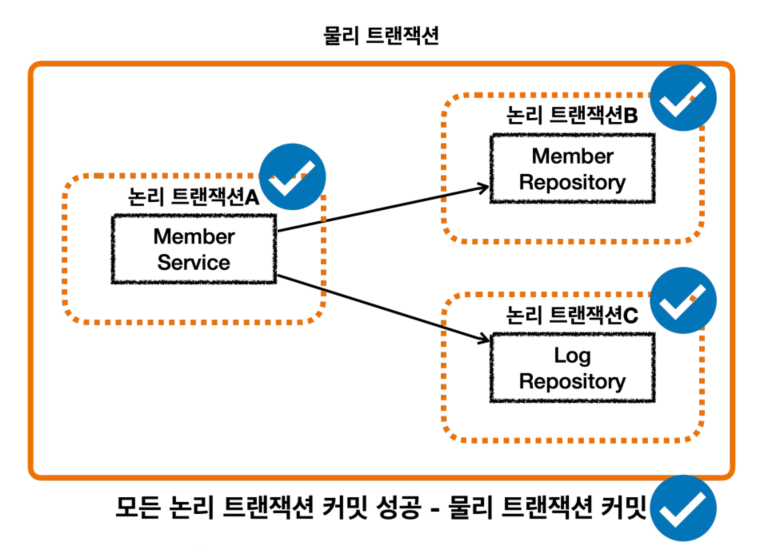 물리 트랜잭션
논리 트랜잭션B
Member
Repository
논리 트랜잭션A
Member
Service
논리 트랜잭션C
Log
Repository
모든 논리 트랜잭션 커밋 성공 - 물리 트랜잭션 커밋